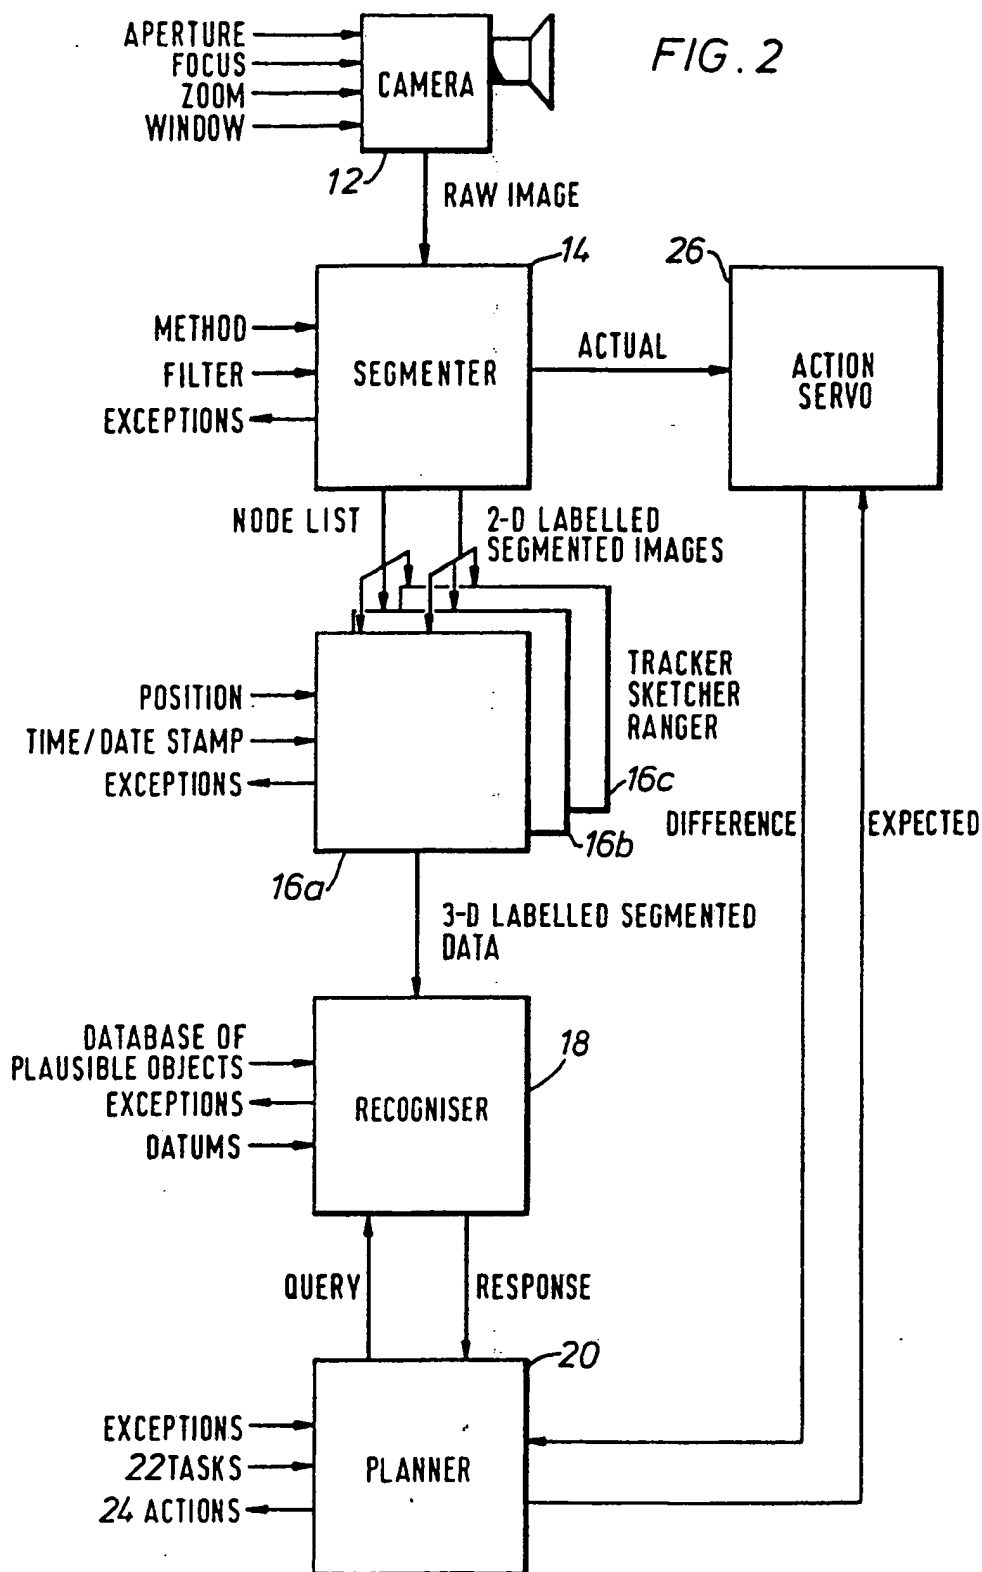 FIG. 2
APERTURE
FOCUS
ZOOM
WINDOW
CAMERA
12
RAW IMAGE
14
26
METHOD
FILTER
EXCEPTIONS
SEGMENTER
ACTUAL
ACTION
SERVO
NODE LIST
2-D LABELLED
SEGMENTED IMAGES
POSITION
TIME/DATE STAMP
EXCEPTIONS
TRACKER
SKETCHER
RANGER
16c
16b
16a
DIFFERENCE
EXPECTED
3-D LABELLED SEGMENTED
DATA
DATABASE OF
PLAUSIBLE OBJECTS
EXCEPTIONS
DATUMS
RECOGNISER
18
QUERY
RESPONSE
20
EXCEPTIONS
22 TASKS
24 ACTIONS
PLANNER